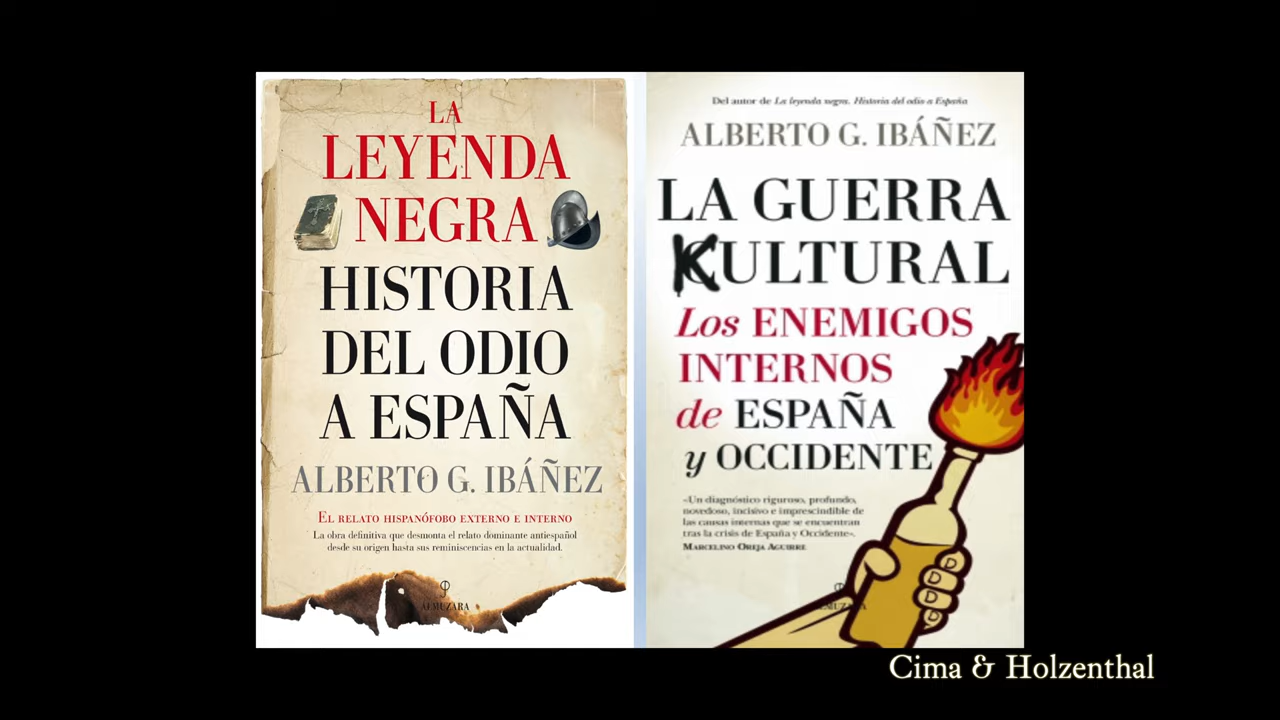 LA
LEYENDA
NEGRA
HISTORIA
DEL ODIO
A ESPAÑA
ALBERTO G. IBÁÑEZ
EL RELATO HISPANÓFOBO EXTERNO E INTERNO
La obra definitiva que desmonta el relato dominante antiespañol
desde su origen hasta sus reminiscencias en la actualidad.
ALMUZARA
Del autor de La leyenda negra. Historia del odio a España
ALBERTO G. IBÁÑEZ
LA GUERRA
KULTURAL
Los ENEMIGOS
INTERNOS
de ESPAÑA
y OCCIDENTE
«Un diagnóstico riguroso, profundo,
novedoso, incisivo e imprescindible de
las causas internas que se encuentran
tras la crisis de España y Occidente».
MARCELINO OREJA AGUIRRE
Cima & Holzenthal